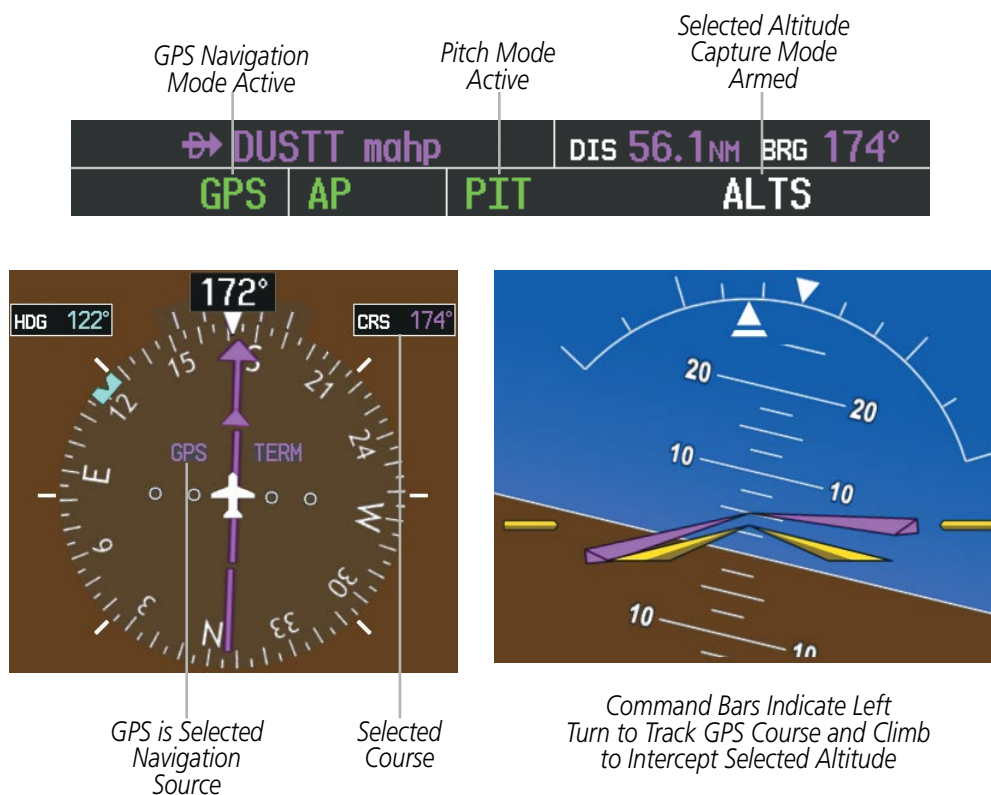 GPS Navigation
Mode Active
Pitch Mode
Active
Selected Altitude
Capture Mode
Armed
DUSTT mahp
DIS 56.1NM BRG 174°
GPS AP PIT ALTS
172°
HDG 122°
CRS 174°
15 S 21
12 24
GPS TERM
E W
6 30
3 N 33
20 20
10 10
10 10
GPS is Selected
Navigation
Source
Selected
Course
Command Bars Indicate Left
Turn to Track GPS Course and Climb
to Intercept Selected Altitude